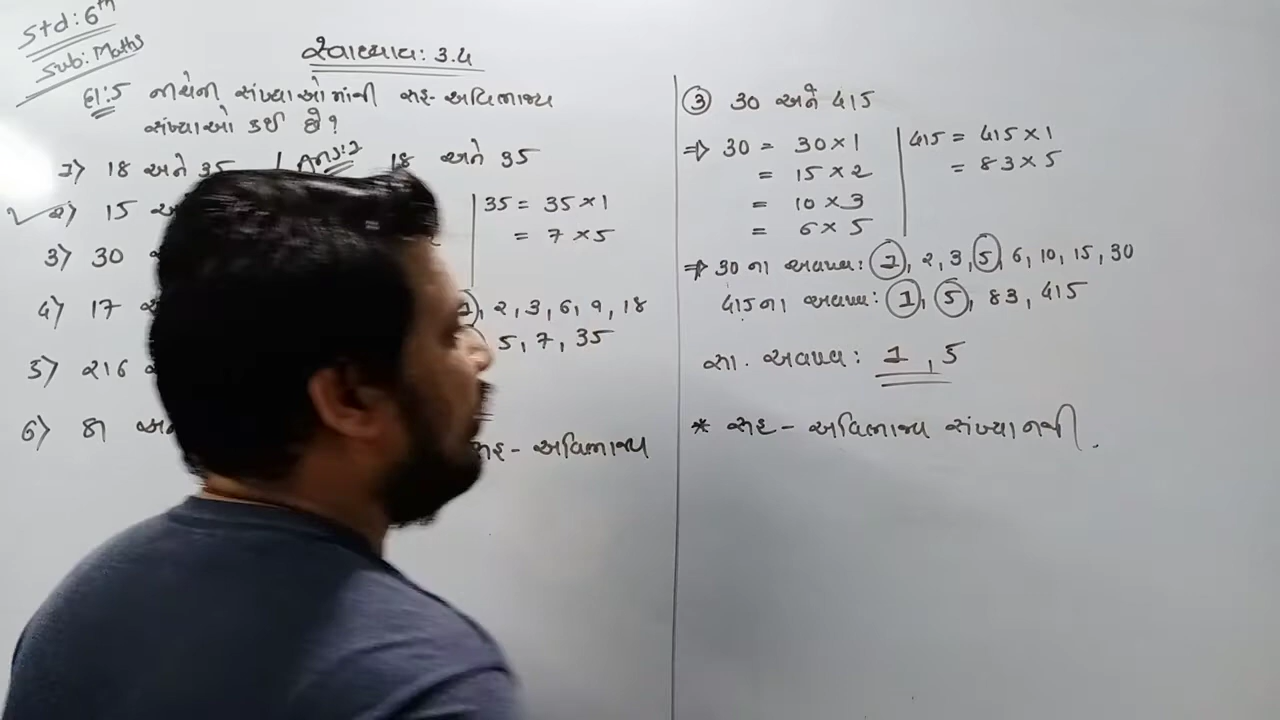 Std: 6th
Sub: Maths
સ્વાધ્યાય: 3.4
દા:5 નીચેની સંખ્યાઓમાંની સહ-અવિભાજ્ય
સંખ્યાઓ કઈ છે?
1) 18 અને 35
2) 15
3) 30
4) 17
5) 216
6) 81 અને
Ans:1 18 અને 35
35 = 35 × 1
= 7 × 5
1, 2, 3, 6, 9, 18
5, 7, 35
સહ-અવિભાજ્ય
3 30 અને 415
⇒ 30 = 30 × 1
= 15 × 2
= 10 × 3
= 6 × 5
415 = 415 × 1
= 83 × 5
⇒ 30 ના અવયવ: 1, 2, 3, 5, 6, 10, 15, 30
415ના અવયવ: 1, 5, 83, 415
સા. અવયવ: 1, 5
* સહ-અવિભાજ્ય સંખ્યા નથી.